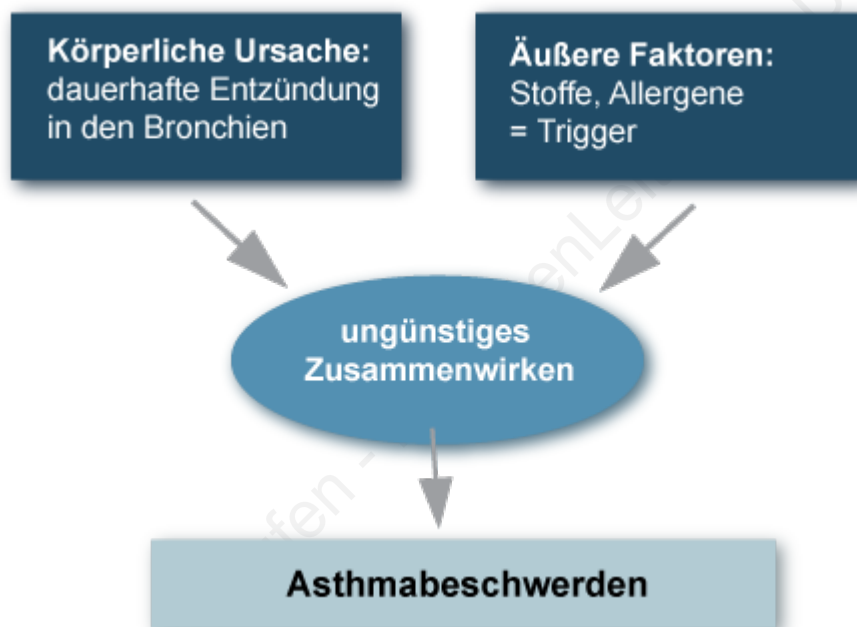 Körperliche Ursache:
dauerhafte Entzündung
in den Bronchien
Äußere Faktoren:
Stoffe, Allergene
= Trigger
ungünstiges
Zusammenwirken
Asthmabeschwerden